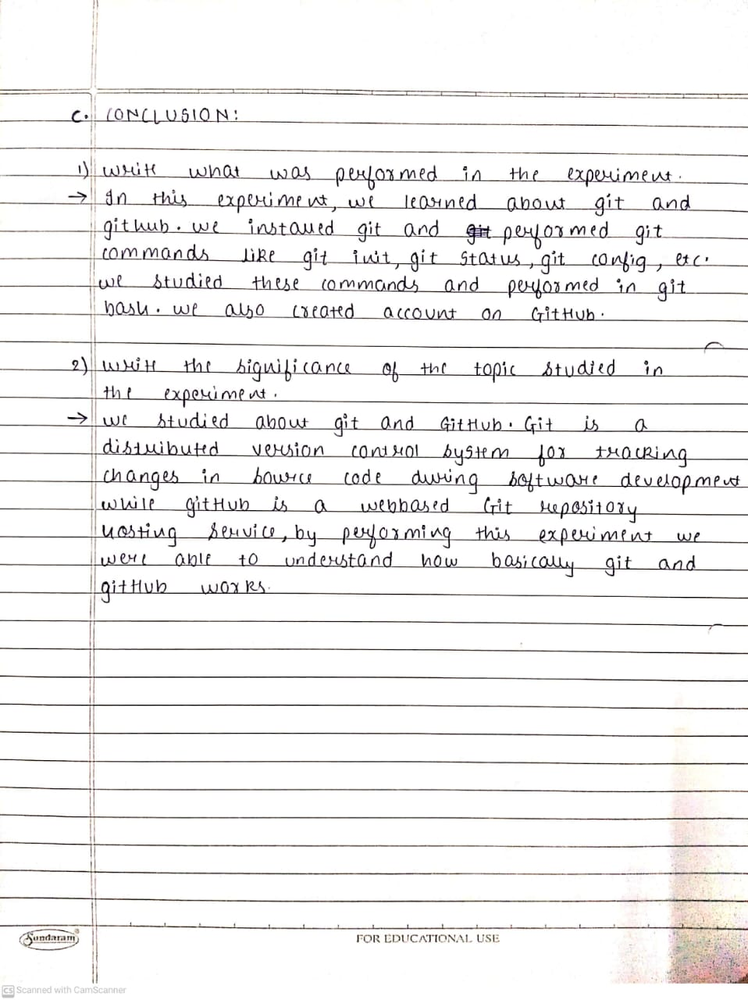 C. CONCLUSION:
1) Write what was performed in the experiment.
→ In this experiment, we learned about git and
github. we installed git and git performed git
commands like git init, git status, git config, etc.
we studied these commands and performed in git
bash. we also created account on GitHub.
2) Write the significance of the topic studied in
the experiment.
→ we studied about git and GitHub. Git is a
distributed version control system for tracking
changes in source code during software development
while gitHub is a webbased Git repository
hosting service, by performing this experiment we
were able to understand how basically git and
gitHub works.
Sundaram
FOR EDUCATIONAL USE
CS Scanned with CamScanner